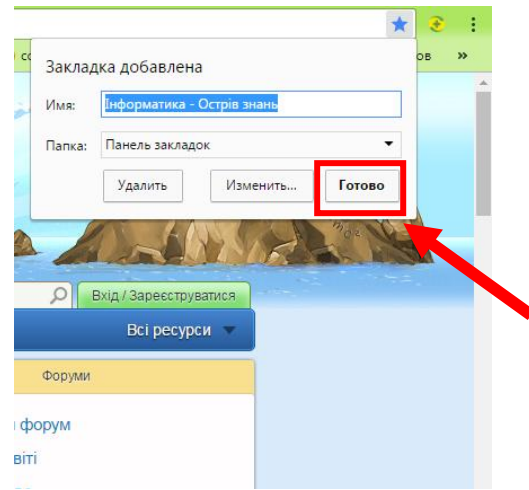 ов »
Закладка добавлена
Имя: Інформатика - Острів знань
Папка: Панель закладок
Удалить Изменить... Готово
Вхід / Зареєструватися
Всі ресурси
Форуми
форум
віті